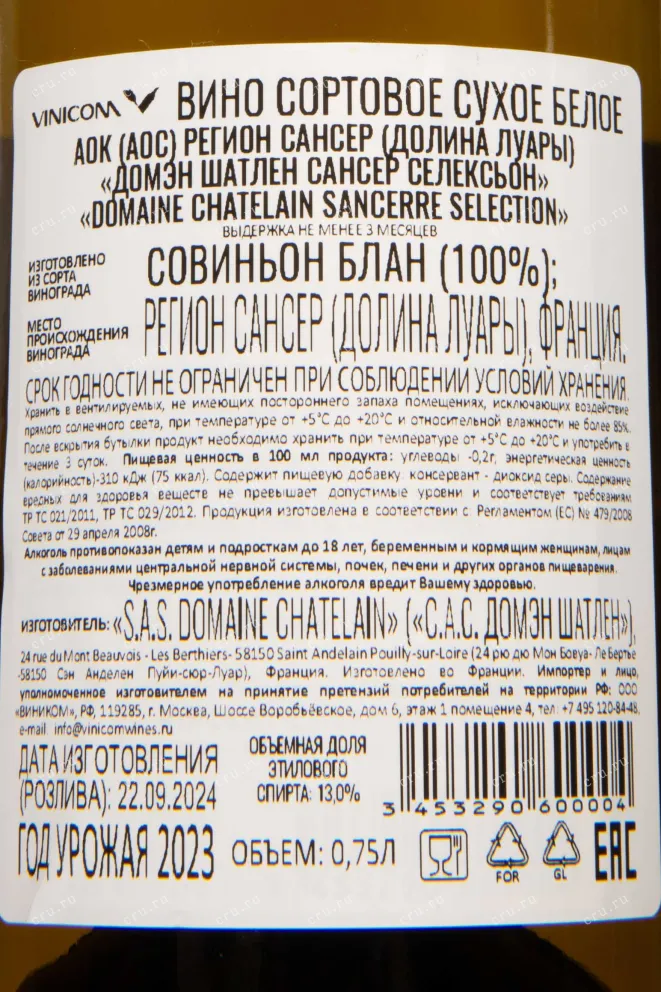 VINICOM ВИНО СОРТОВОЕ СУХОЕ БЕЛОЕ
АОК (AOC) РЕГИОН САНСЕР (ДОЛИНА ЛУАРЫ)
«ДОМЭН ШАТЛЕН САНСЕР СЕЛЕКСЬОН»
«DOMAINE CHATELAIN SANCERRE SELECTION»
ВЫДЕРЖКА НЕ МЕНЕЕ 3 МЕСЯЦЕВ
ИЗГОТОВЛЕНО
ИЗ СОРТА
ВИНОГРАДА
СОВИНЬОН БЛАН (100%);
МЕСТО
ПРОИСХОЖДЕНИЯ
ВИНОГРАДА
РЕГИОН САНСЕР (ДОЛИНА ЛУАРЫ), ФРАНЦИЯ.
СРОК ГОДНОСТИ НЕ ОГРАНИЧЕН ПРИ СОБЛЮДЕНИИ УСЛОВИЙ ХРАНЕНИЯ.
Хранить в вентилируемых, не имеющих постороннего запаха помещениях, исключающих воздействие
прямого солнечного света, при температуре от +5°С до +20°С и относительной влажности не более 85%.
После вскрытия бутылки продукт необходимо хранить при температуре от +5°С до +20°С и употребить в
течение 3 суток. Пищевая ценность в 100 мл продукта: углеводы -0,2г, энергетическая ценность
(калорийность)-310 кДж (75 ккал). Содержит пищевую добавку консервант - диоксид серы. Содержание
вредных для здоровья веществ не превышает допустимые уровни и соответствует требованиям
ТР ТС 021/2011, ТР ТС 029/2012. Продукция изготовлена в соответствии с Регламентом (ЕС) № 479/2008
Совета от 29 апреля 2008г.
Алкоголь противопоказан детям и подросткам до 18 лет, беременным и кормящим женщинам, лицам
с заболеваниями центральной нервной системы, почек, печени и других органов пищеварения.
Чрезмерное употребление алкоголя вредит Вашему здоровью.
ИЗГОТОВИТЕЛЬ: «S.A.S. DOMAINE CHATELAIN» («С.А.С. ДОМЭН ШАТЛЕН»),
24 rue du Mont Beauvois - Les Berthiers- 58150 Saint Andelain Pouilly-sur-Loire (24 рю дю Мон Бовуа- Ле Бертье
-58150 Сэн Анделен Пуйи-сюр-Луар), Франция. Изготовлено во Франции. Импортер и лицо,
уполномоченное изготовителем на принятие претензий потребителей на территории РФ: ООО
«ВИНИКОМ», РФ, 119285, г. Москва, Шоссе Воробьёвское, дом 6, этаж 1 помещение 4, тел: +7 495 120-84-48,
e-mail info@vinicomwines.ru
ДАТА ИЗГОТОВЛЕНИЯ
(РОЗЛИВА): 22.09.2024
ОБЪЕМНАЯ ДОЛЯ
ЭТИЛОВОГО
СПИРТА: 13,0%
3 453290 600004
ГОД УРОЖАЯ 2023
ОБЪЕМ: 0,75Л
FOR
GL
EAC